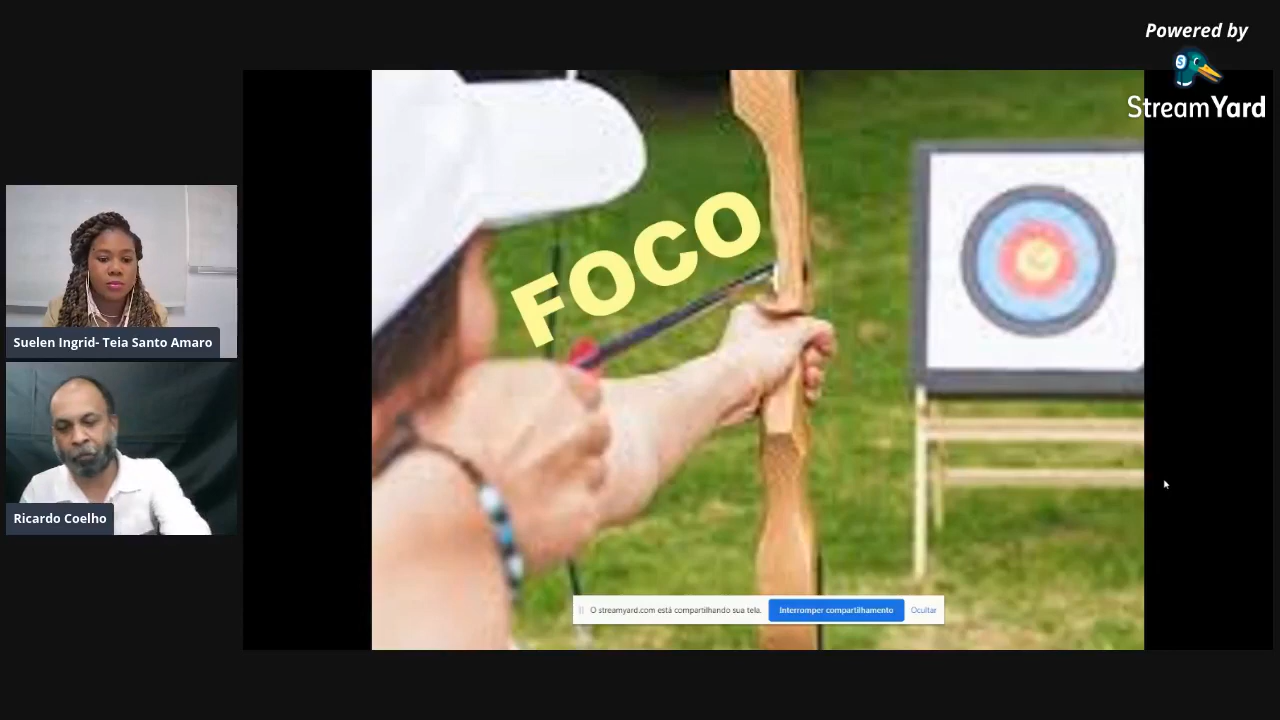 Powered by
StreamYard
FOCO
Suelen Ingrid- Teia Santo Amaro
Ricardo Coelho
O streamyard.com está compartilhando sua tela.
Interromper compartilhamento
Ocultar